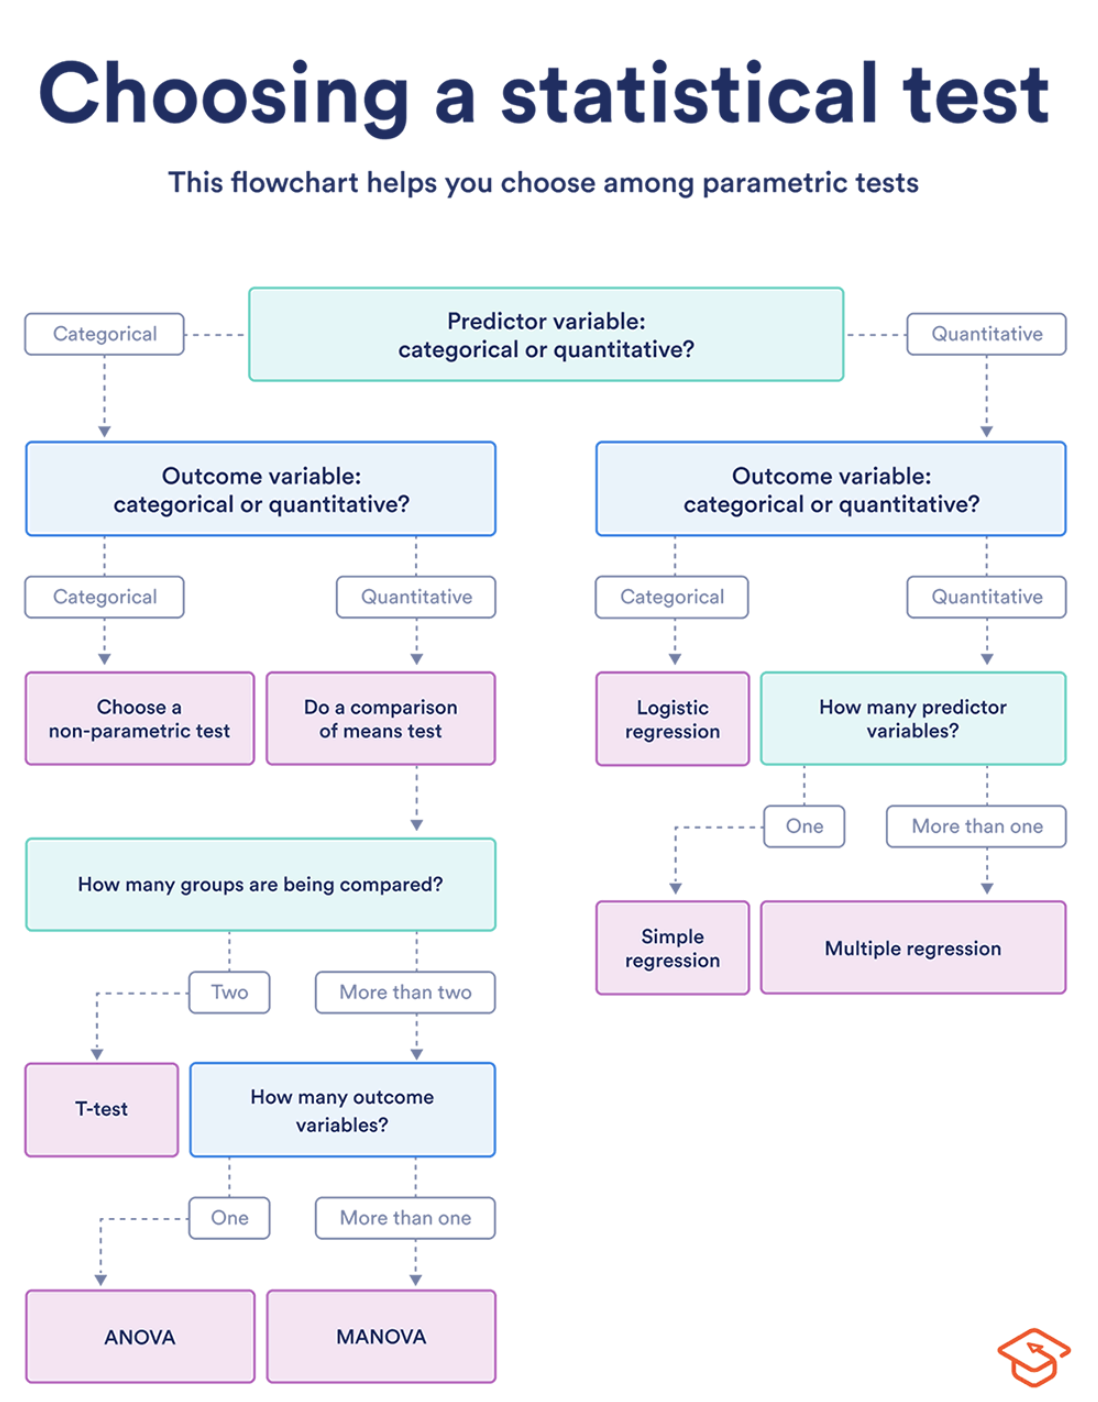 Choosing a statistical test
This flowchart helps you choose among parametric tests
Categorical
Predictor variable:
categorical or quantitative?
Quantitative
Outcome variable:
categorical or quantitative?
Outcome variable:
categorical or quantitative?
Categorical
Quantitative
Categorical
Quantitative
Choose a
non-parametric test
Do a comparison
of means test
Logistic
regression
How many predictor
variables?
One
More than one
How many groups are being compared?
Simple
regression
Multiple regression
Two
More than two
T-test
How many outcome
variables?
One
More than one
ANOVA
MANOVA